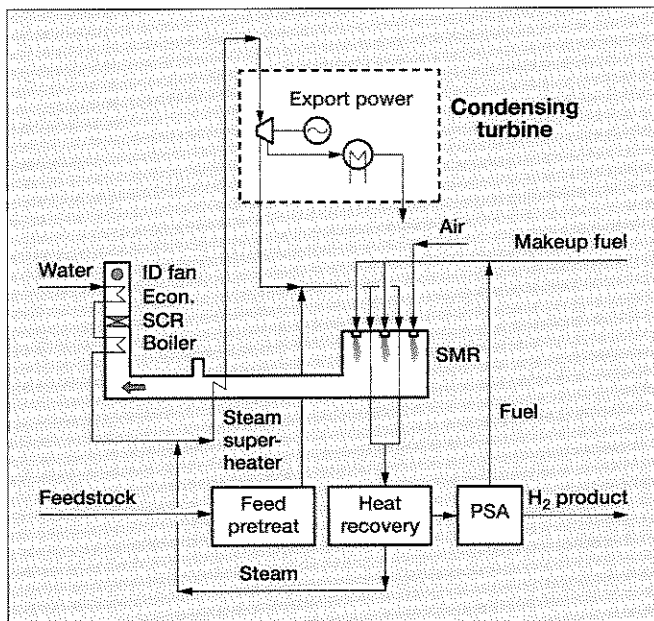 Export power
Condensing
turbine
Air
Makeup fuel
Water
ID fan
Econ.
SCR
Boiler
SMR
Steam
super-
heater
Fuel
Feedstock
Feed
pretreat
Heat
recovery
PSA
H₂ product
Steam